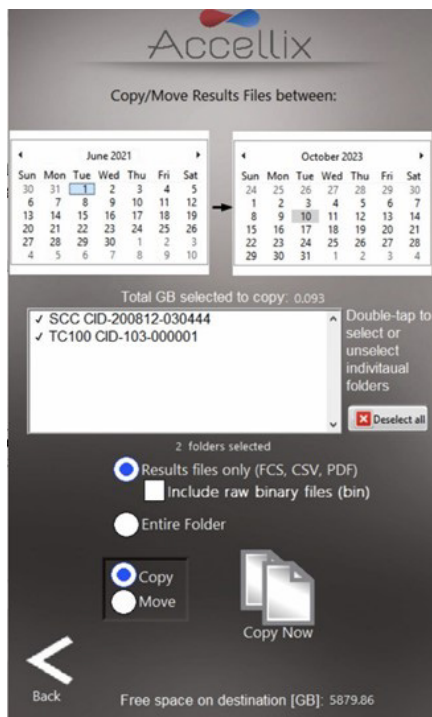 Accellix
Copy/Move Results Files between:
June 2021
Sun Mon Tue Wed Thu Fri Sat
30 31 1 2 3 4 5
6 7 8 9 10 11 12
13 14 15 16 17 18 19
20 21 22 23 24 25 26
27 28 29 30 1 2 3
4 5 6 7 8 9 10
October 2023
Sun Mon Tue Wed Thu Fri Sat
24 25 26 27 28 29 30
1 2 3 4 5 6 7
8 9 10 11 12 13 14
15 16 17 18 19 20 21
22 23 24 25 26 27 28
29 30 31 1 2 3 4
Total GB selected to copy: 0.093
✓ SCC CID-200812-030444
✓ TC100 CID-103-000001
Double-tap to
select or
unselect
indivitaual
folders
Deselect all
2 folders selected
Results files only (FCS, CSV, PDF)
Include raw binary files (bin)
Entire Folder
Copy
Move
Copy Now
Back
Free space on destination [GB]: 5879.86